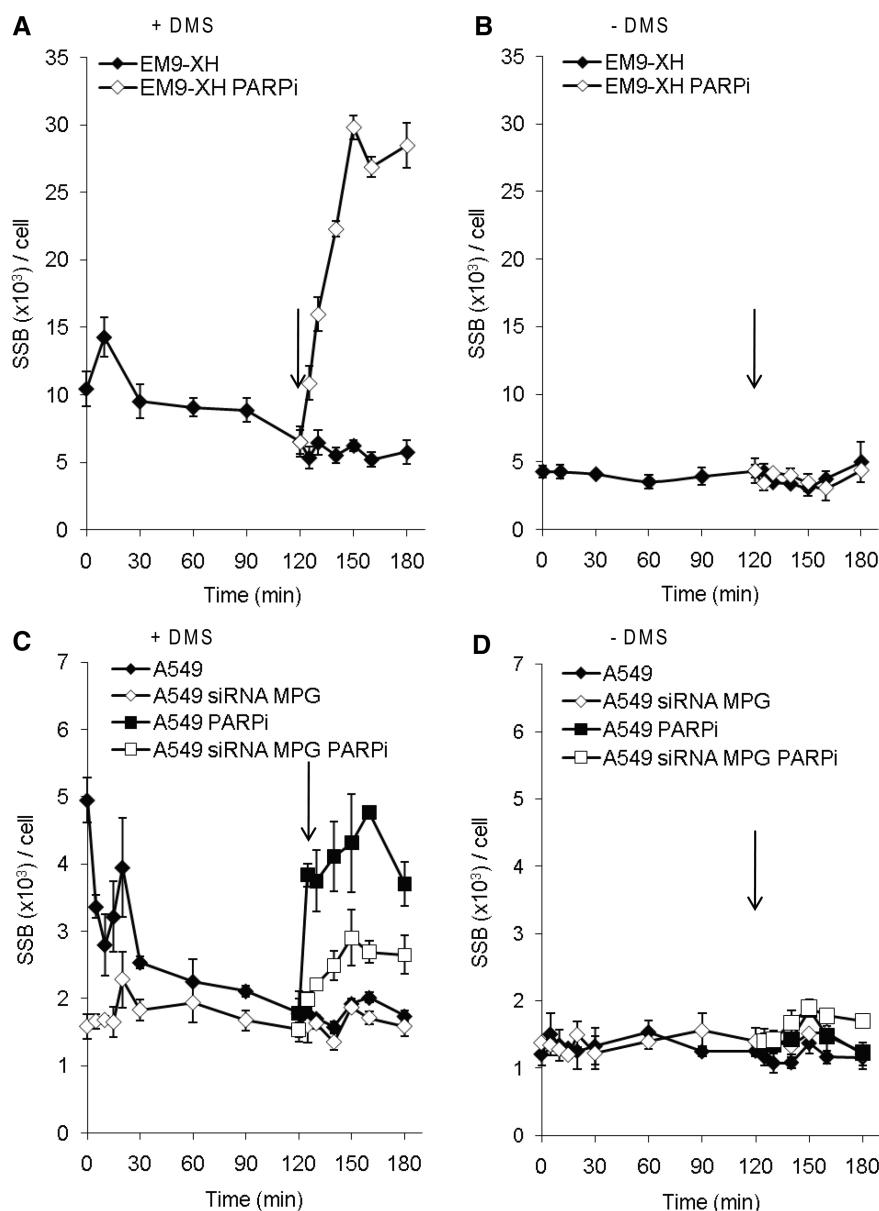 A
+ DMS
EM9-XH
EM9-XH PARPi
35
30
25
20
15
10
5
0
SSB (x10³) / cell
0 30 60 90 120 150 180
Time (min)
B
- DMS
EM9-XH
EM9-XH PARPi
35
30
25
20
15
10
5
0
SSB (x10³) / cell
0 30 60 90 120 150 180
Time (min)
C
+ DMS
A549
A549 siRNA MPG
A549 PARPi
A549 siRNA MPG PARPi
7
6
5
4
3
2
1
0
SSB (x10³) / cell
0 30 60 90 120 150 180
Time (min)
D
- DMS
A549
A549 siRNA MPG
A549 PARPi
A549 siRNA MPG PARPi
7
6
5
4
3
2
1
0
SSB (x10³) / cell
0 30 60 90 120 150 180
Time (min)